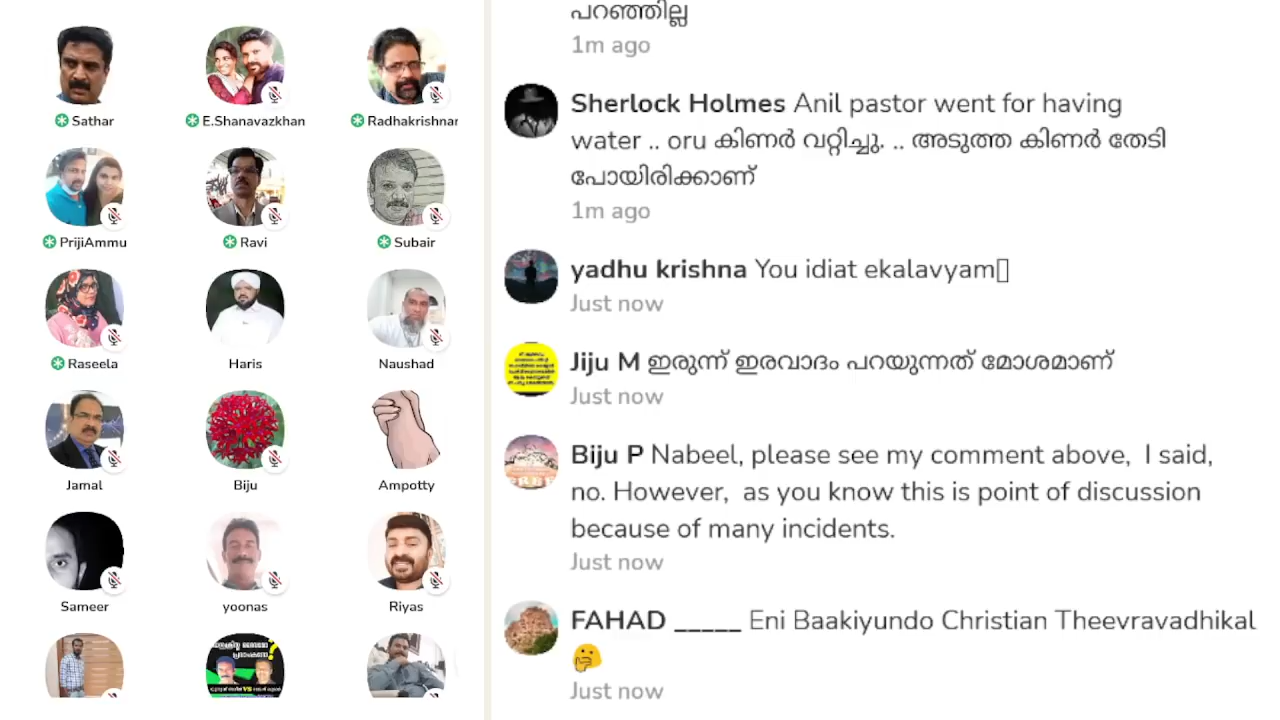 Sathar
E.Shanavazkhan
Radhakrishnar
PrijiAmmu
Ravi
Subair
Raseela
Haris
Naushad
Jamal
Biju
Ampotty
Sameer
yoonas
Riyas
VS
പറഞ്ഞില്ല
1m ago
Sherlock Holmes Anil pastor went for having
water .. oru കിണർ വറ്റിച്ചു. .. അടുത്ത കിണർ തേടി
പോയിരിക്കാണ്
1m ago
yadhu krishna You idiat ekalavyam
Just now
Jiju M ഇരുന്ന് ഇരവാദം പറയുന്നത് മോശമാണ്
Just now
Biju P Nabeel, please see my comment above, I said,
no. However, as you know this is point of discussion
because of many incidents.
Just now
FAHAD _____ Eni Baakiyundo Christian Theevravadhikal
🤔
Just now